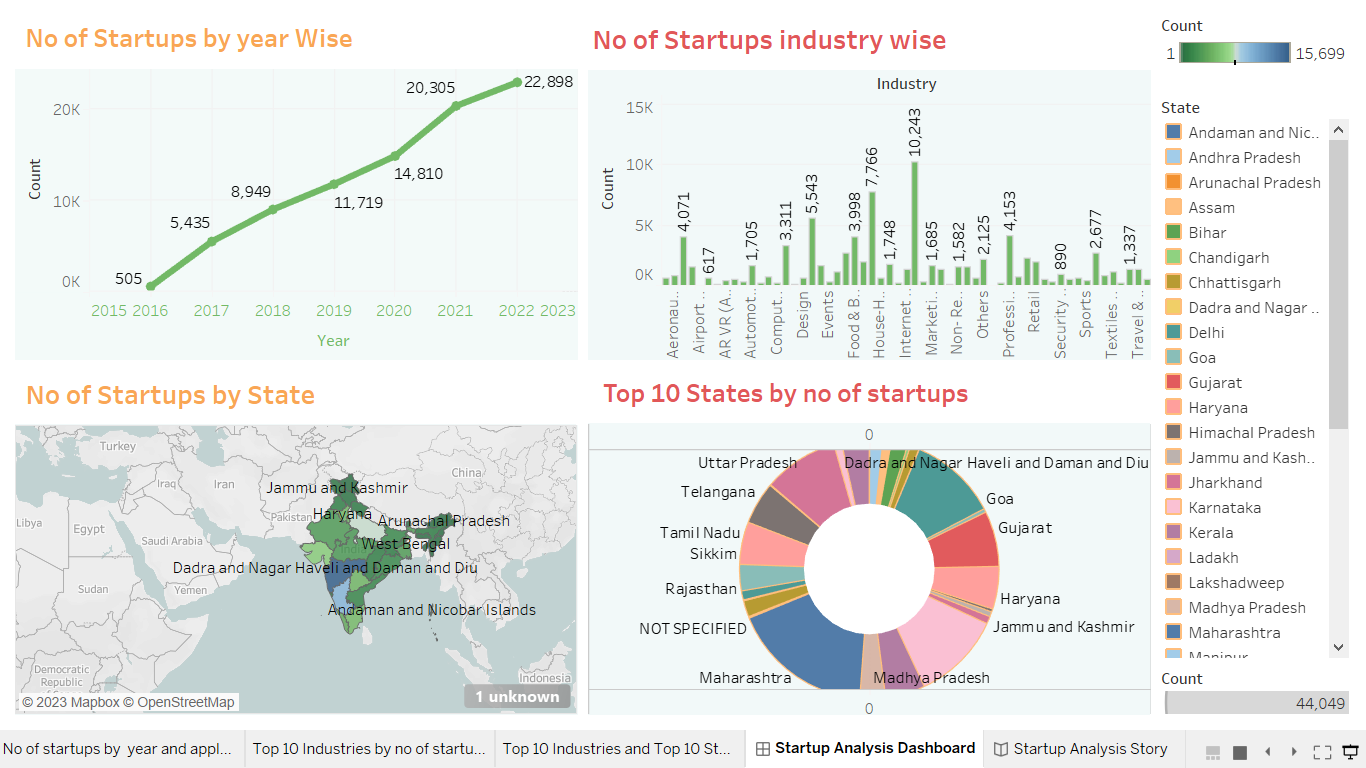 No of Startups by year Wise
Count
20K
10K
0K
505
5,435
8,949
11,719
14,810
20,305
22,898
2015 2016 2017 2018 2019 2020 2021 2022 2023
Year
No of Startups industry wise
Industry
Count
15K
10K
5K
0K
4,071
617
1,705
3,311
5,543
3,998
7,766
1,748
10,243
1,685
1,582
2,125
4,153
890
2,677
1,337
Aeronau..
Airport ..
AR VR (A..
Automot..
Comput..
Design
Events
Food & B..
House-H..
Internet ..
Marketi..
Non- Re..
Others
Professi..
Retail
Security ..
Sports
Textiles ..
Travel & ..
No of Startups by State
Turkey
China
Iraq
Iran
Jammu and Kashmir
Libya
Egypt
Pakistan
Haryana
Arunachal Pradesh
Saudi Arabia
India
West Bengal
Dadra and Nagar Haveli and Daman and Diu
Sudan
Yemen
Andaman and Nicobar Islands
Democratic
Republic
Indonesia
© 2023 Mapbox © OpenStreetMap
1 unknown
Top 10 States by no of startups
0
Uttar Pradesh
Dadra and Nagar Haveli and Daman and Diu
Telangana
Goa
Tamil Nadu
Gujarat
Sikkim
Rajasthan
Haryana
NOT SPECIFIED
Jammu and Kashmir
Maharashtra
Madhya Pradesh
0
Count
1
15,699
State
Andaman and Nic..
Andhra Pradesh
Arunachal Pradesh
Assam
Bihar
Chandigarh
Chhattisgarh
Dadra and Nagar ..
Delhi
Goa
Gujarat
Haryana
Himachal Pradesh
Jammu and Kash..
Jharkhand
Karnataka
Kerala
Ladakh
Lakshadweep
Madhya Pradesh
Maharashtra
Manipur
Count
44,049
No of startups by year and appl...
Top 10 Industries by no of startu...
Top 10 Industries and Top 10 St...
Startup Analysis Dashboard
Startup Analysis Story